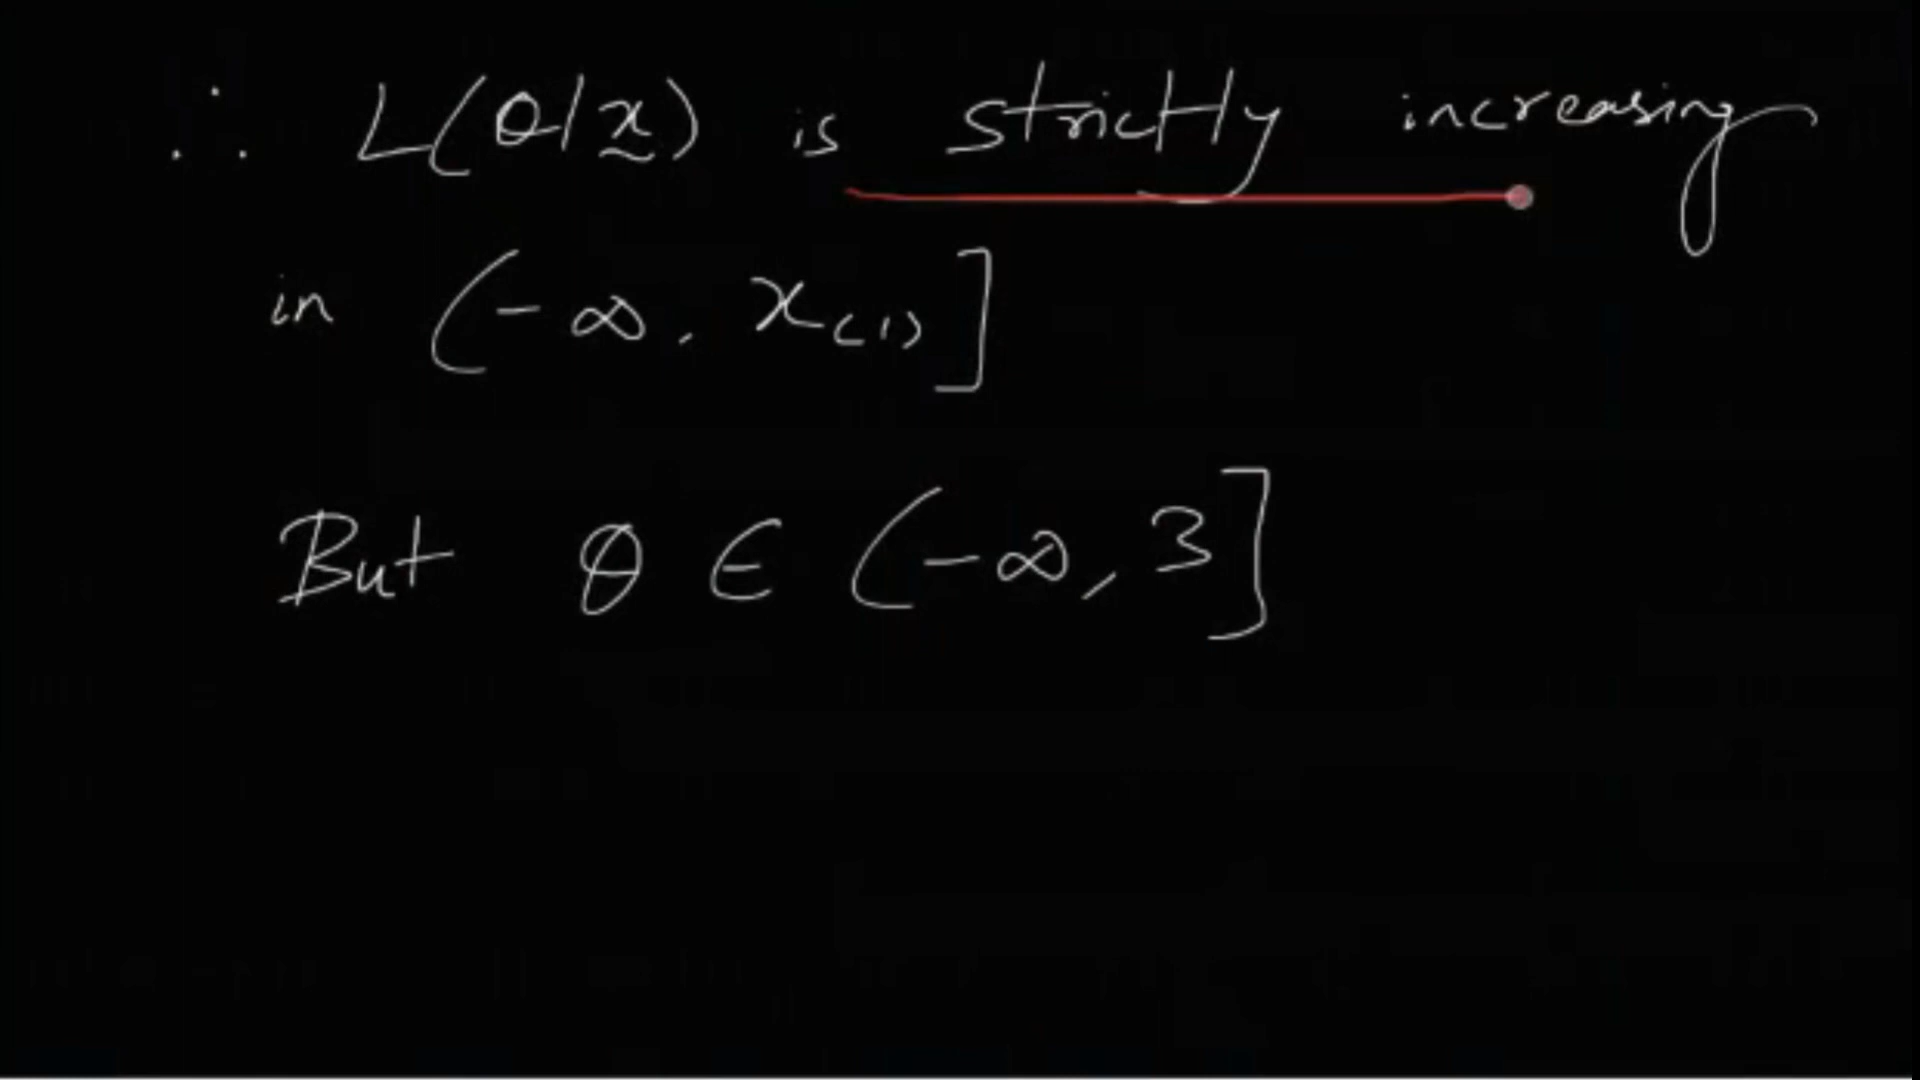 ∴ L(θ|x̰) is strictly increasing
in (-∞, x₍₁₎]
But θ ∈ (-∞, 3]